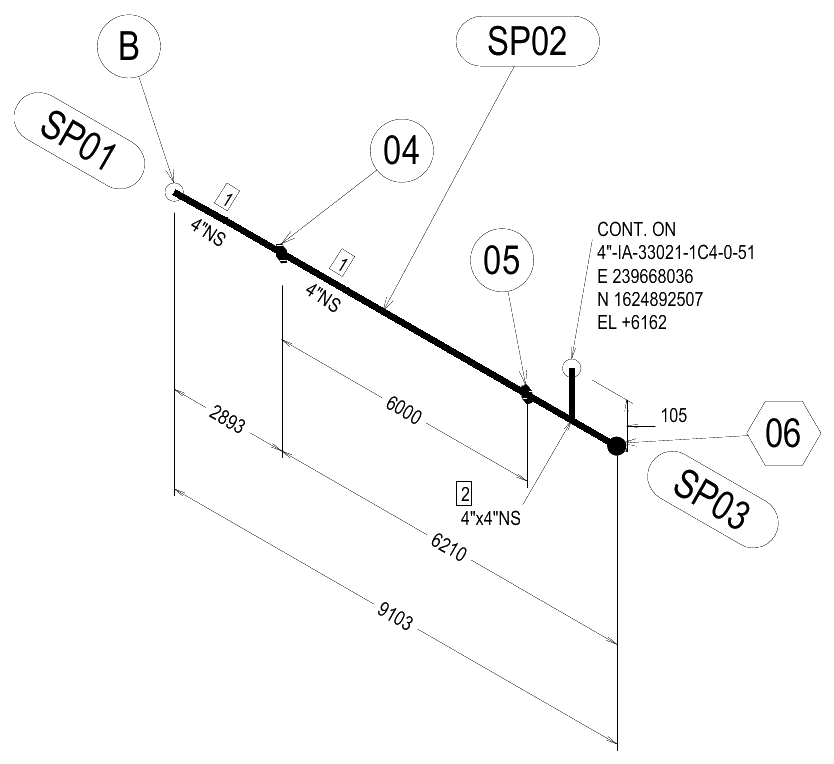 B
SP02
SP01
04
1
4"NS
1
4"NS
05
CONT. ON
4"-IA-33021-1C4-0-51
E 239668036
N 1624892507
EL +6162
6000
2893
105
06
2
4"x4"NS
SP03
6210
9103